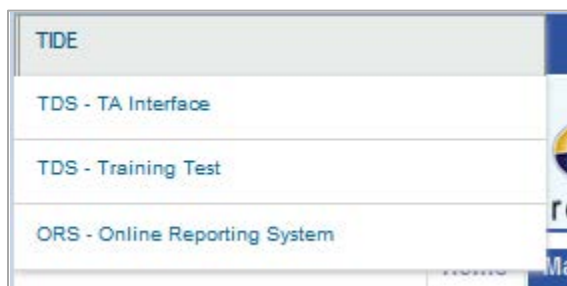 TIDE
TDS - TA Interface
TDS - Training Test
ORS - Online Reporting System